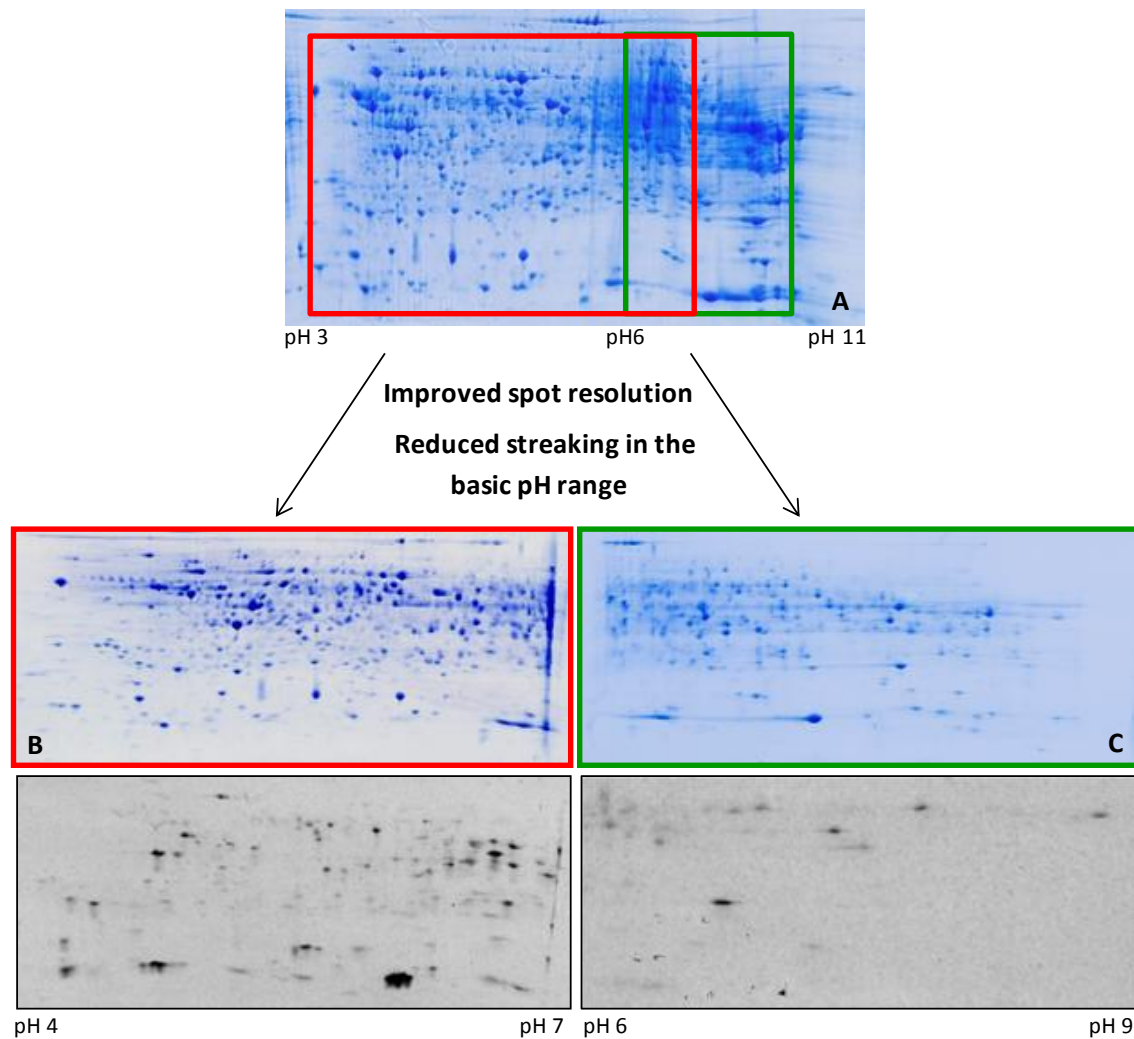 A
pH 3
pH6
pH 11
Improved spot resolution
Reduced streaking in the
basic pH range
B
C
pH 4
pH 7
pH 6
pH 9